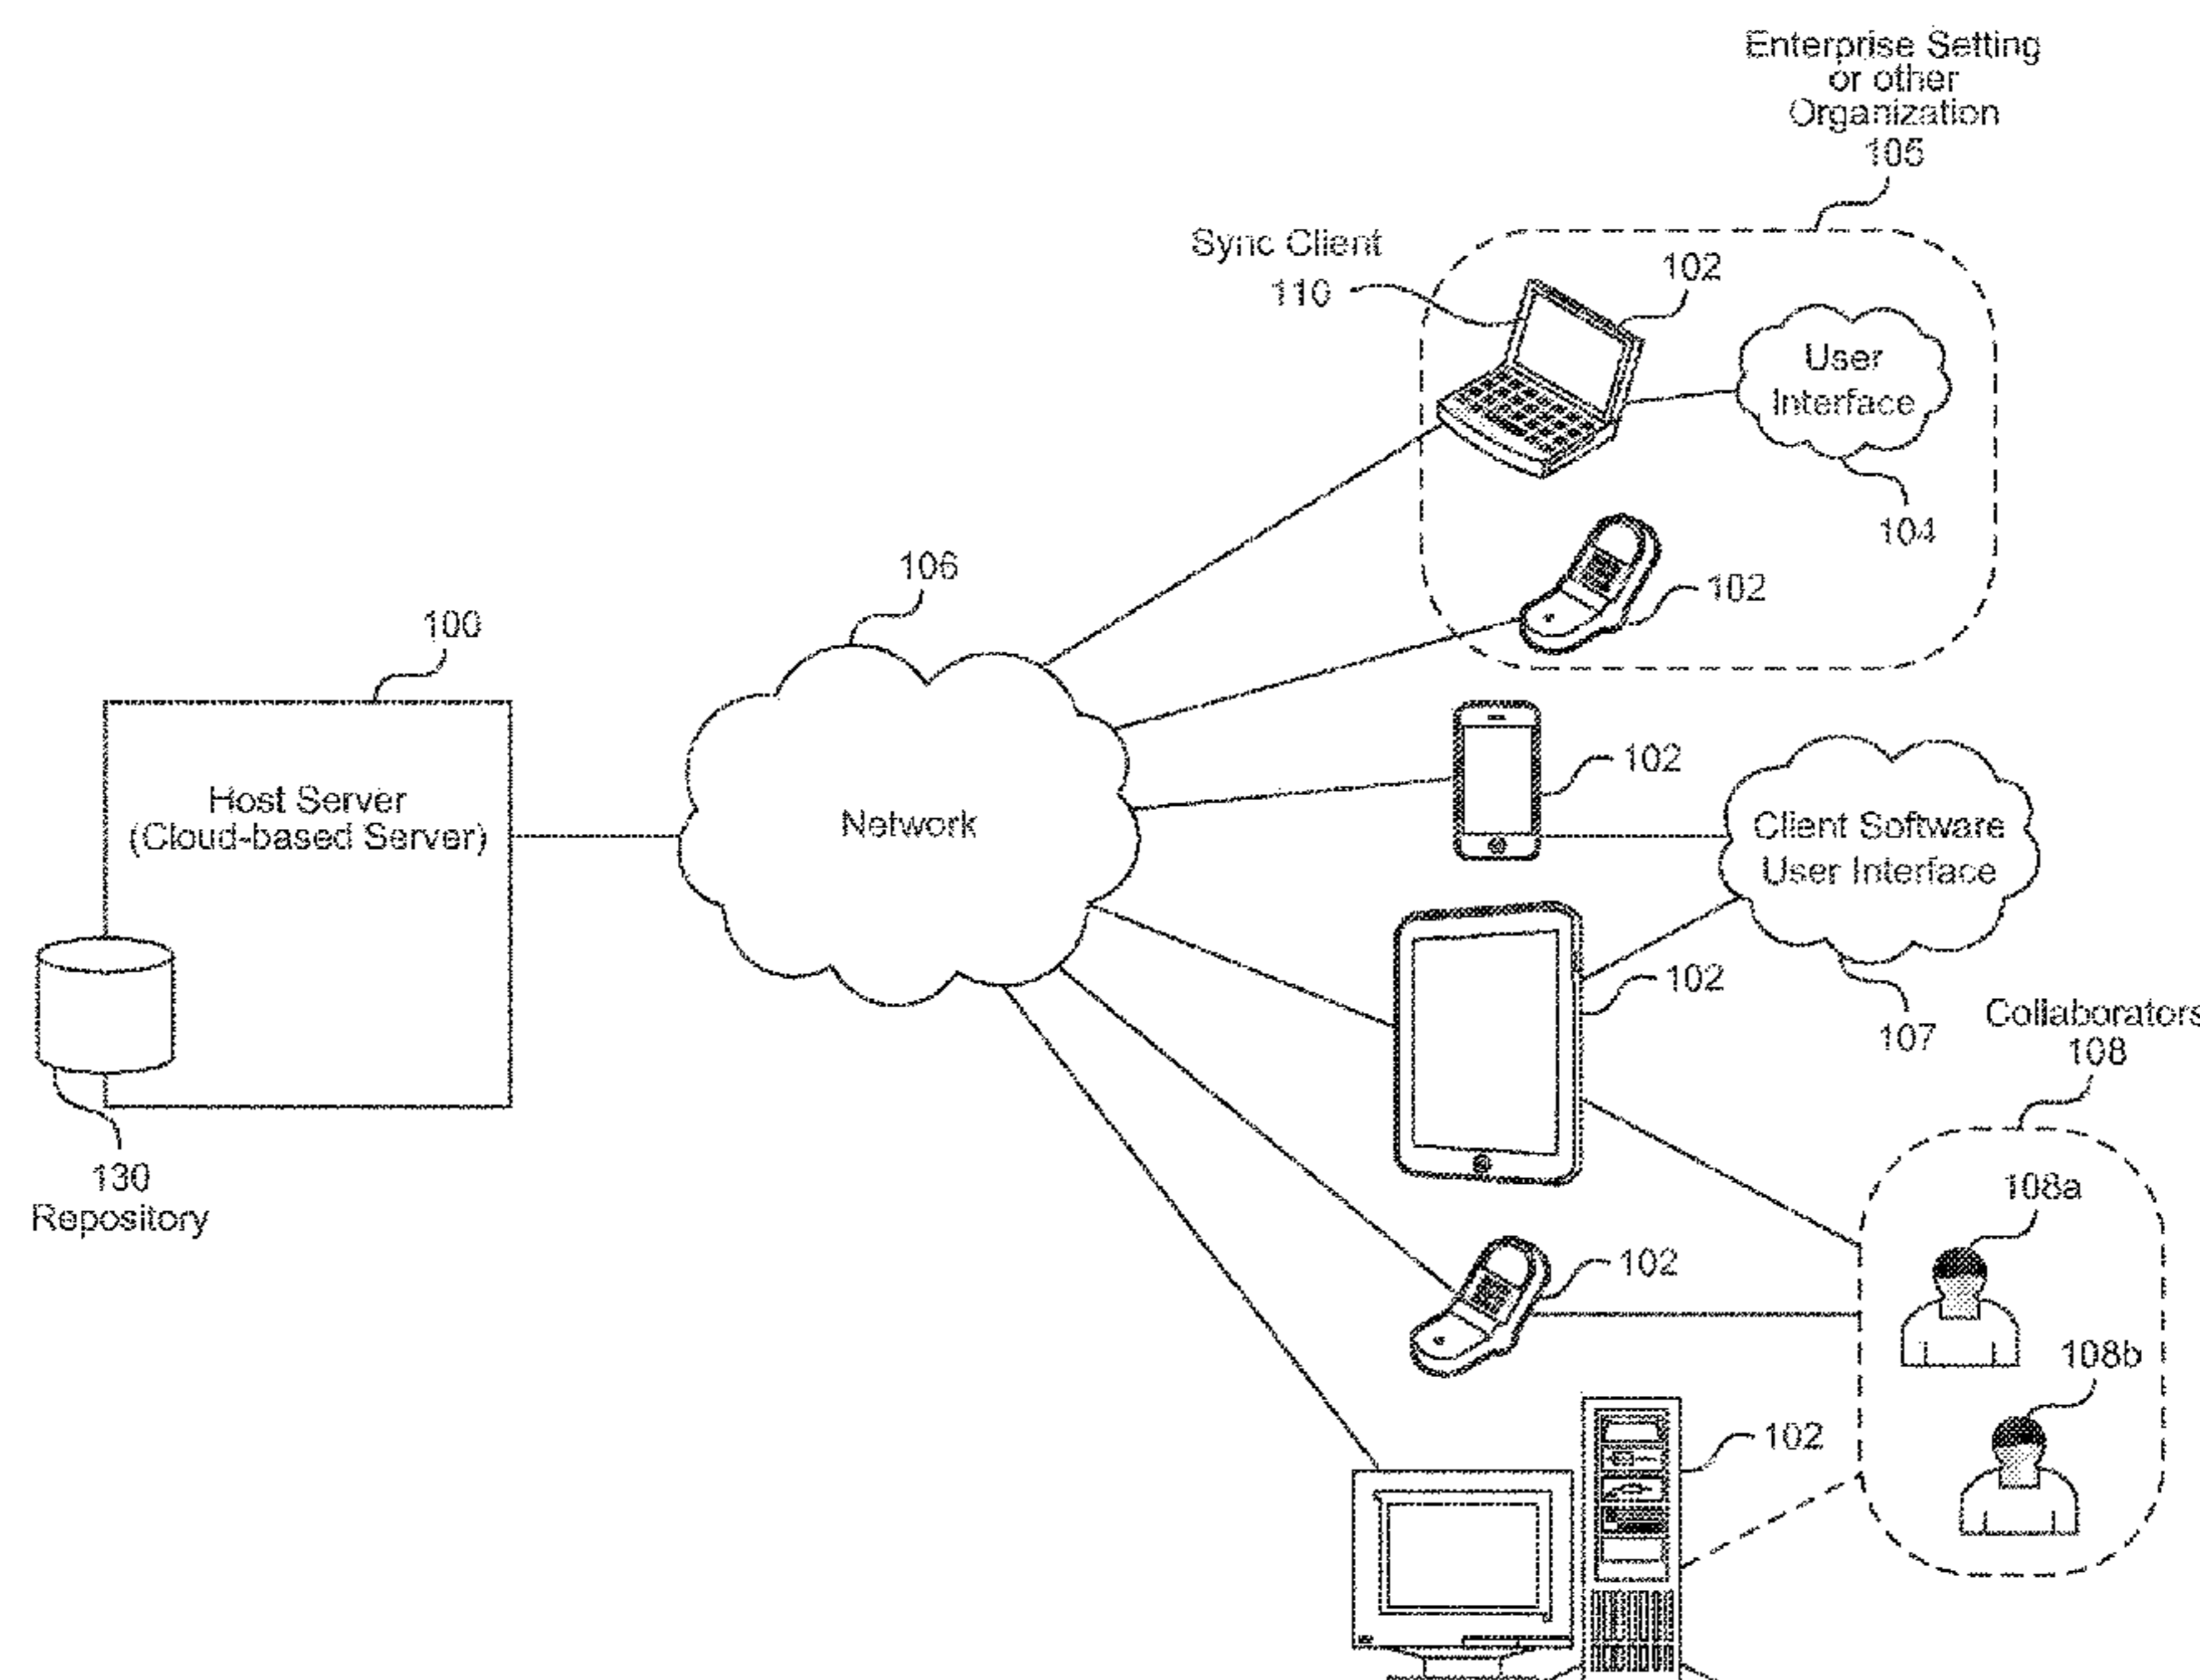 Enterprise Setting
or other
Organization
105
Sync Client
110
102
User
Interface
104
102
106
100
Host Server
(Cloud-based Server)
Network
102
Client Software
User Interface
102
107
Collaborators
108
130
Repository
108a
102
108b
102